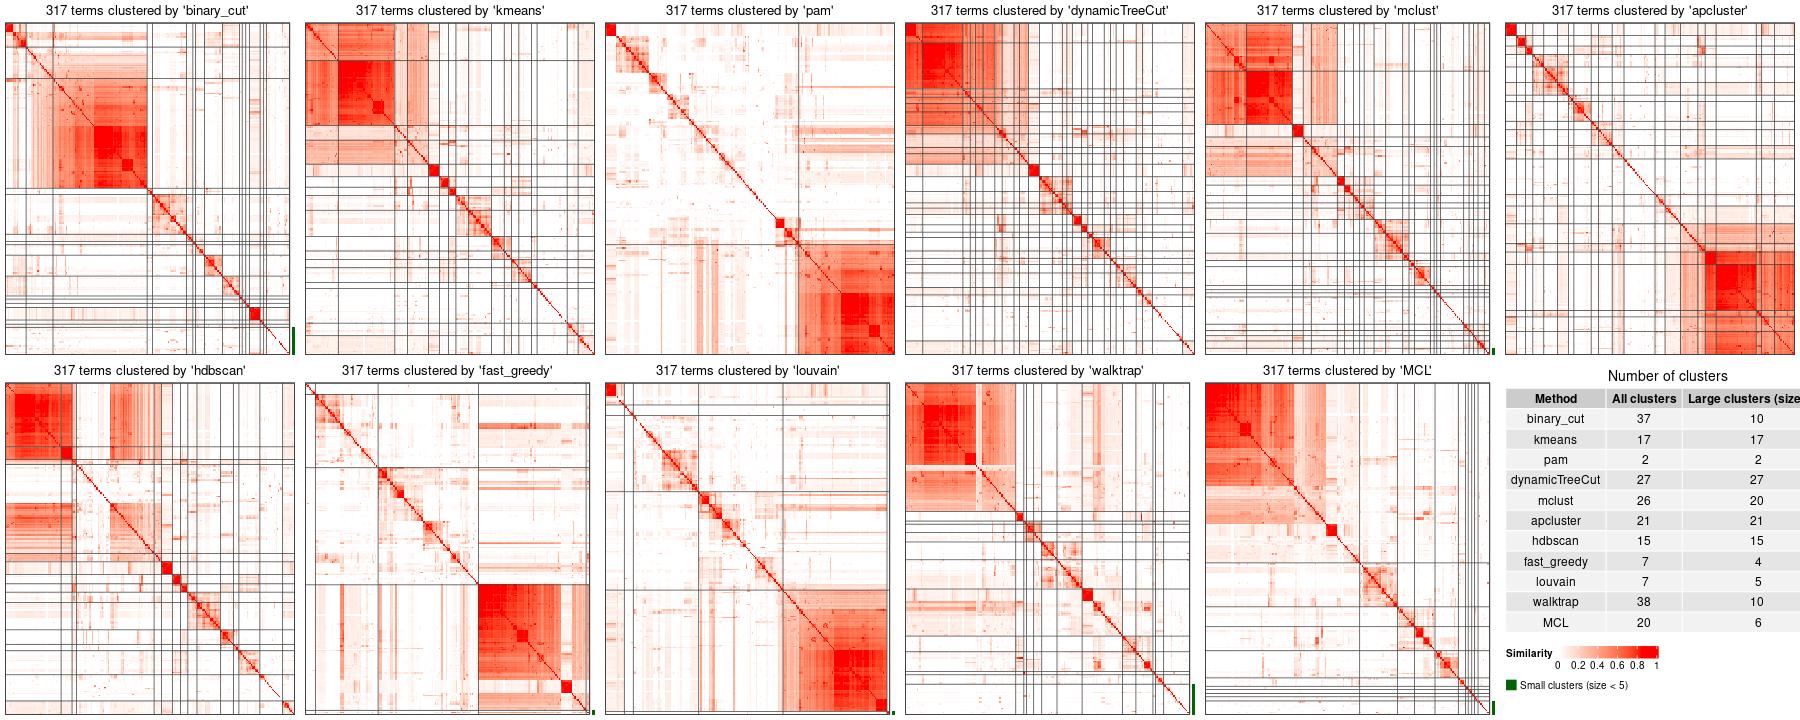 317 terms clustered by 'binary_cut'
317 terms clustered by 'kmeans'
317 terms clustered by 'pam'
317 terms clustered by 'dynamicTreeCut'
317 terms clustered by 'mclust'
317 terms clustered by 'apcluster'
317 terms clustered by 'hdbscan'
317 terms clustered by 'fast_greedy'
317 terms clustered by 'louvain'
317 terms clustered by 'walktrap'
317 terms clustered by 'MCL'
Number of clusters
Method All clusters Large clusters (size
binary_cut 37 10
kmeans 17 17
pam 2 2
dynamicTreeCut 27 27
mclust 26 20
apcluster 21 21
hdbscan 15 15
fast_greedy 7 4
louvain 7 5
walktrap 38 10
MCL 20 6
Similarity
0 0.2 0.4 0.6 0.8 1
Small clusters (size < 5)